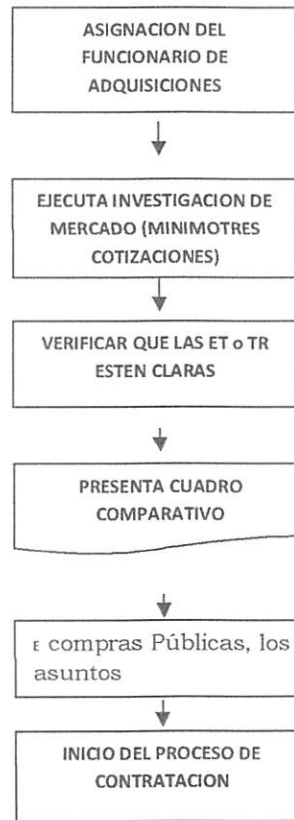 ASIGNACION DEL
FUNCIONARIO DE
ADQUISICIONES
EJECUTA INVESTIGACION DE
MERCADO (MINIMOTRES
COTIZACIONES)
VERIFICAR QUE LAS ET o TR
ESTEN CLARAS
PRESENTA CUADRO
COMPARATIVO
E compras Públicas, los
asuntos
INICIO DEL PROCESO DE
CONTRATACION